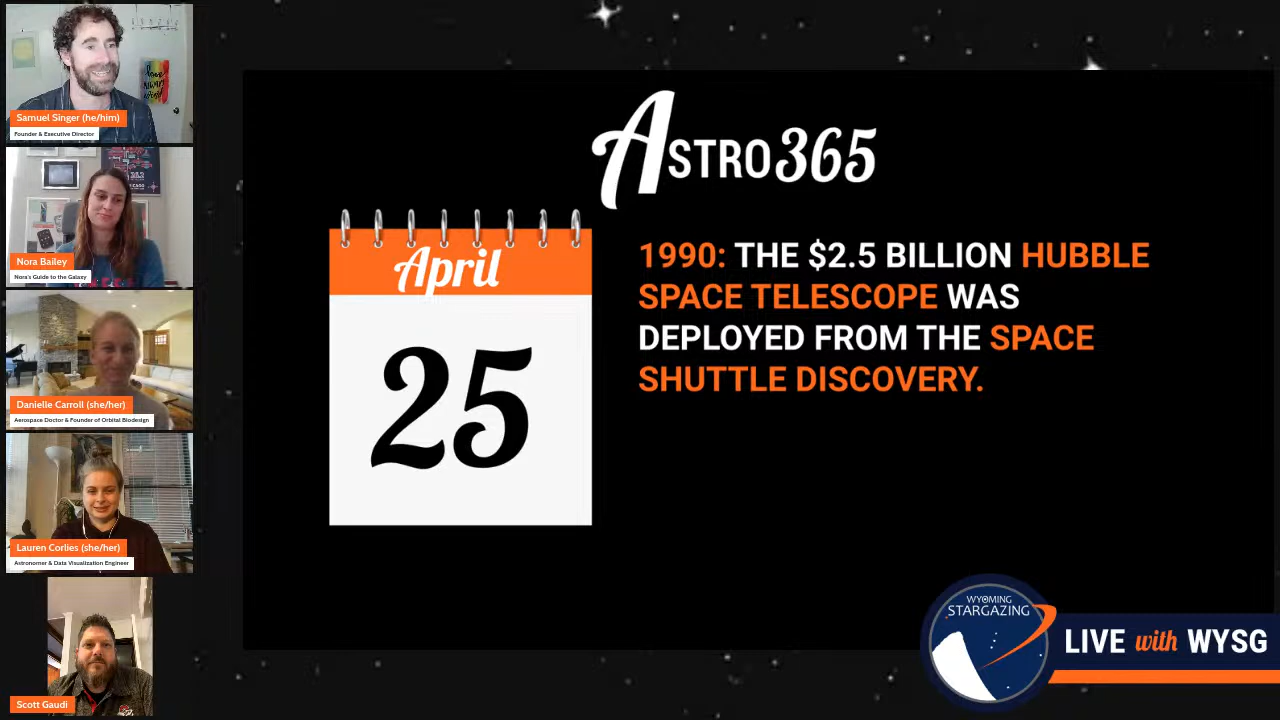 Samuel Singer (he/him)
Founder & Executive Director
Nora Bailey
Nora's Guide to the Galaxy
Danielle Carroll (she/her)
Aerospace Doctor & Founder of Orbital Biodesign
Lauren Corlies (she/her)
Astronomer & Data Visualization Engineer
Scott Gaudi
ASTRO365
April
25
1990: THE $2.5 BILLION HUBBLE
SPACE TELESCOPE WAS
DEPLOYED FROM THE SPACE
SHUTTLE DISCOVERY.
WYOMING
STARGAZING
LIVE with WYSG